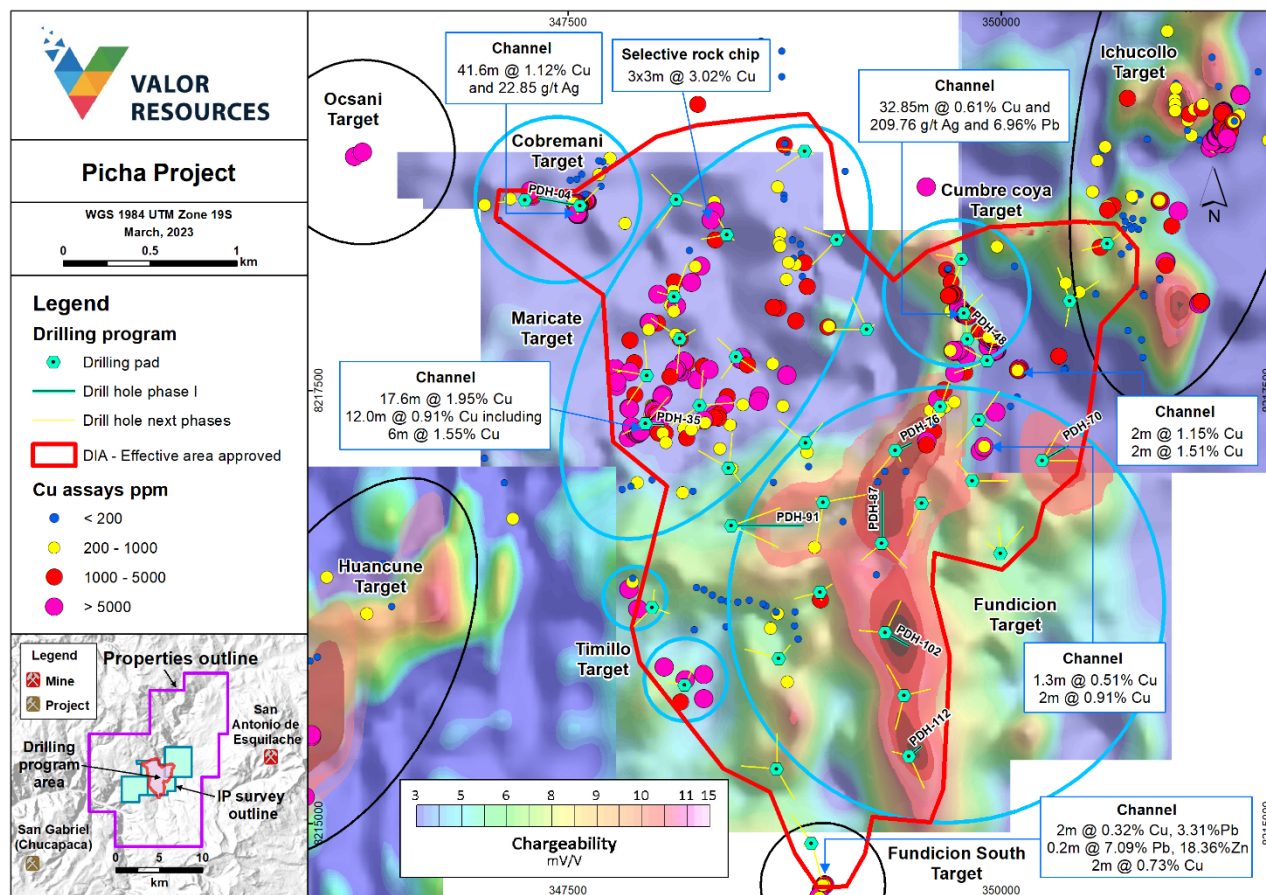 VALOR
RESOURCES
Picha Project
WGS 1984 UTM Zone 19S
March, 2023
0 0.5 1
km
Legend
Drilling program
Drilling pad
Drill hole phase I
Drill hole next phases
DIA - Effective area approved
Cu assays ppm
< 200
200 - 1000
1000 - 5000
> 5000
Legend
Mine
Project
Properties outline
San
Antonio de
Esquilache
Drilling
program
area
IP survey
outline
San Gabriel
(Chucapaca)
0 5 10
km
347500
350000
Ocsani
Target
Channel
41.6m @ 1.12% Cu
and 22.85 g/t Ag
Selective rock chip
3x3m @ 3.02% Cu
Channel
32.85m @ 0.61% Cu and
209.76 g/t Ag and 6.96% Pb
Ichucollo
Target
Cobremani
Target
PDH-04
Cumbre coya
Target
N
Maricate
Target
PDH-48
8217500
8217500
Channel
17.6m @ 1.95% Cu
12.0m @ 0.91% Cu including
6m @ 1.55% Cu
PDH-35
PDH-76
PDH-70
Channel
2m @ 1.15% Cu
2m @ 1.51% Cu
PDH-87
PDH-91
Huancune
Target
Fundicion
Target
PDH-102
Timillo
Target
Channel
1.3m @ 0.51% Cu
2m @ 0.91% Cu
PDH-112
3 5 6 8 9 10 11 15
Chargeability
mV/V
8215000
8215000
Channel
2m @ 0.32% Cu, 3.31%Pb
0.2m @ 7.09% Pb, 18.36%Zn
2m @ 0.73% Cu
Fundicion South
Target
347500
350000